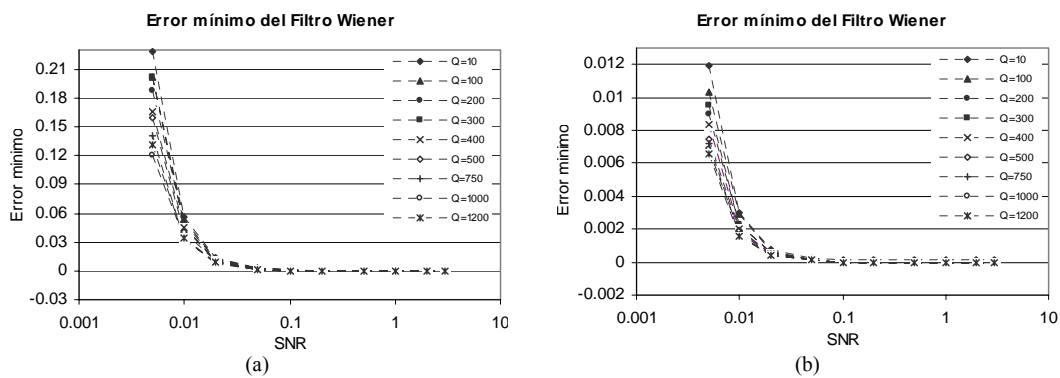 Error mínimo del Filtro Wiener
Error mínimo
0.21
0.18
0.15
0.12
0.09
0.06
0.03
0
-0.03
0.001
0.01
0.1
1
10
SNR
Q=10
Q=100
Q=200
Q=300
Q=400
Q=500
Q=750
Q=1000
Q=1200
(a)
Error mínimo del Filtro Wiener
Error mínimo
0.012
0.01
0.008
0.006
0.004
0.002
0
-0.002
0.001
0.01
0.1
1
10
SNR
Q=10
Q=100
Q=200
Q=300
Q=400
Q=500
Q=750
Q=1000
Q=1200
(b)